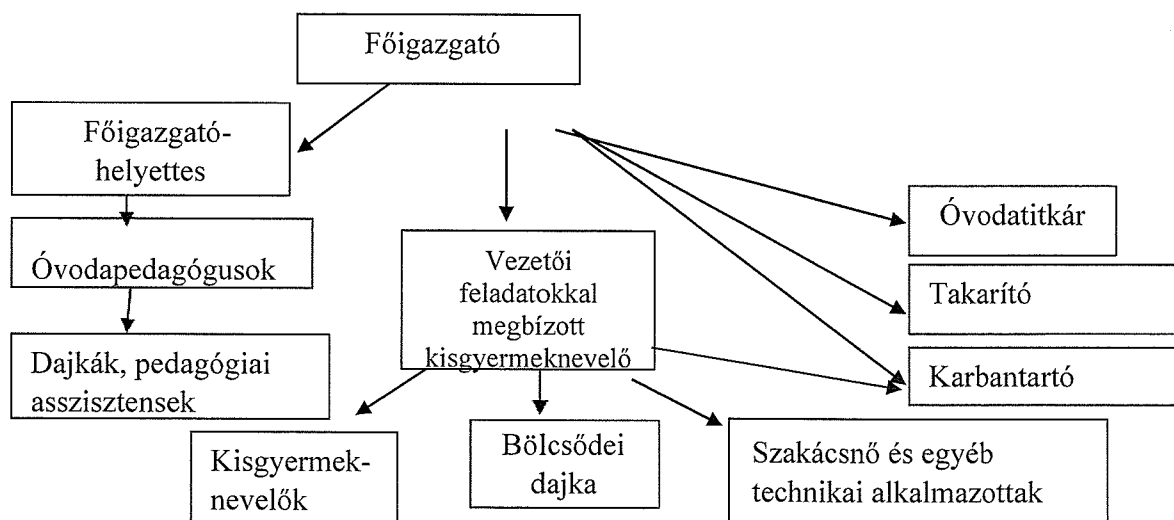 Főigazgató
Főigazgató-
helyettes
Óvodapedagógusok
Dajkák, pedagógiai
asszisztensek
Vezetői
feladatokkal
megbízott
kisgyermeknevelő
Óvodatitkár
Takarító
Karbantartó
Kisgyermek-
nevelők
Bölcsődei
dajka
Szakácsnő és egyéb
technikai alkalmazottak